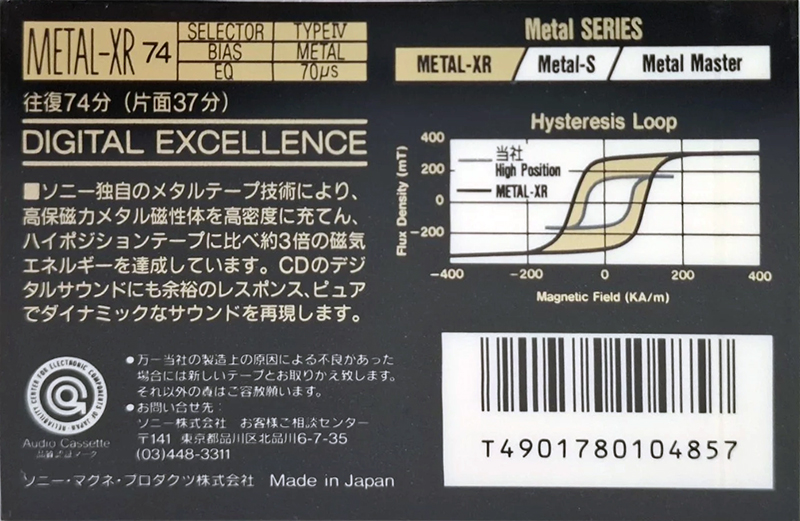 METAL-XR 74
SELECTOR TYPEⅣ
BIAS METAL
EQ 70μs
往復74分(片面37分)
DIGITAL EXCELLENCE
■ソニー独自のメタルテープ技術により、
高保磁力メタル磁性体を高密度に充てん、
ハイポジションテープに比べ約3倍の磁気
エネルギーを達成しています。CDのデジ
タルサウンドにも余裕のレスポンス、ピュア
でダイナミックなサウンドを再現します。
RELIABILITY CENTER FOR ELECTRONIC COMPONENTS OF JAPAN
Audio Cassette
品質認証マーク
●万一当社の製造上の原因による不良があった
場合には新しいテープとお取りかえ致します。
それ以外の責はご容赦願います。
●お問い合せ先:
ソニー株式会社 お客様ご相談センター
〒141 東京都品川区北品川6-7-35
(03)448-3311
ソニー・マグネ・プロダクツ株式会社 Made in Japan
Metal SERIES
METAL-XR Metal-S Metal Master
Hysteresis Loop
Flux Density (mT)
400
200
0
-200
当社
High Position
METAL-XR
-400 -200 0 200 400
Magnetic Field (KA/m)
T4901780104857